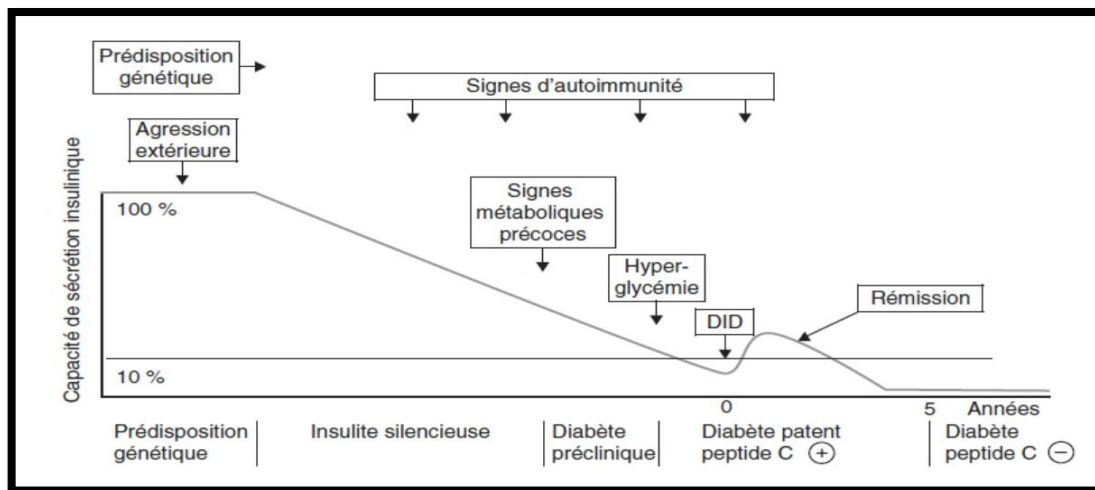 Prédisposition
génétique
Signes d'autoimmunité
Agression
extérieure
Capacité de sécrétion insulinique
100 %
Signes
métaboliques
précoces
Hyper-
glycémie
Rémission
DID
10 %
0
5 Années
Prédisposition
génétique
Insulite silencieuse
Diabète
préclinique
Diabète patent
peptide C +
Diabète
peptide C −